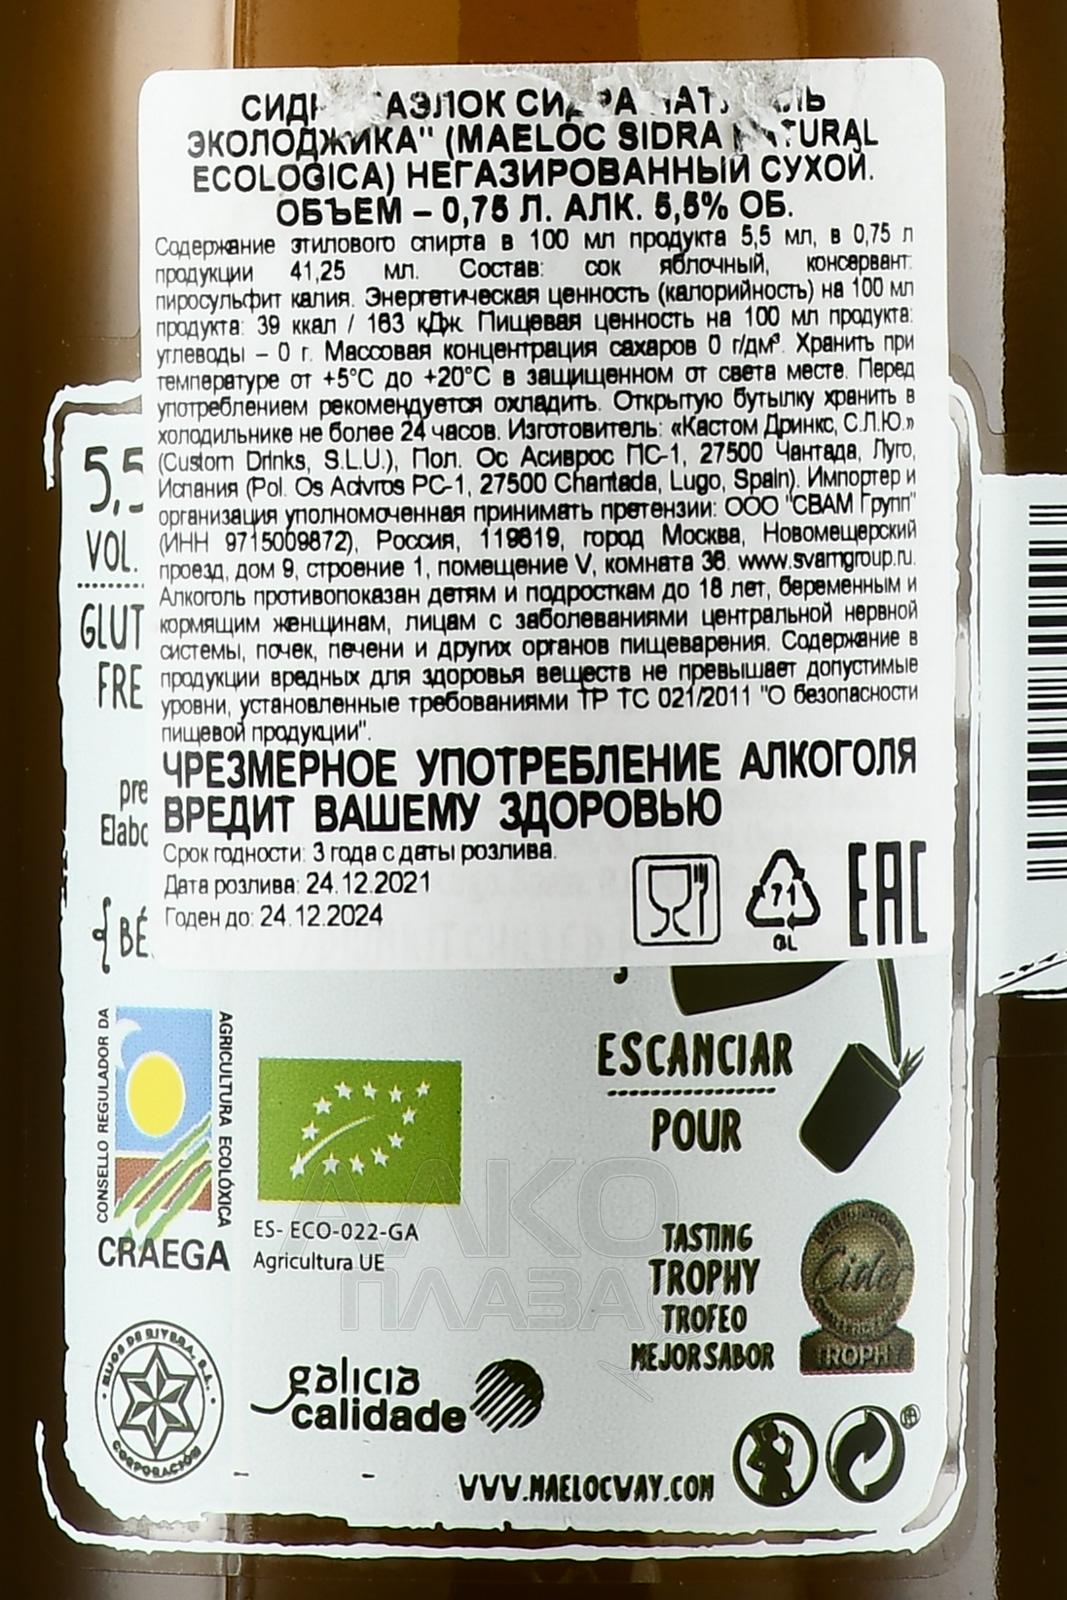 СИДРА
ЭКОЛОДЖИКА" (MAELOC SIDRA NATURAL
ECOLOGICA) НЕГАЗИРОВАННЫЙ СУХОЙ.
ОБЪЕМ – 0,75 Л. АЛК. 5,5% ОБ.
Содержание этилового спирта в 100 мл продукта 5,5 мл, в 0,75 л
продукции 41,25 мл. Состав: сок яблочный, консервант:
пиросульфит калия. Энергетическая ценность (калорийность) на 100 мл
продукта: 39 ккал / 163 кДж. Пищевая ценность на 100 мл продукта:
углеводы – 0 г. Массовая концентрация сахаров 0 г/дм³. Хранить при
температуре от +5°С до +20°С в защищенном от света месте. Перед
употреблением рекомендуется охладить. Открытую бутылку хранить в
холодильнике не более 24 часов. Изготовитель: «Кастом Дринкс, С.Л.Ю.»
(Custom Drinks, S.L.U.), Пол. Ос Асиврос ПС-1, 27500 Чантада, Луго,
Испания (Pol. Os Acivros PC-1, 27500 Chantada, Lugo, Spain). Импортер и
организация уполномоченная принимать претензии: ООО "СВАМ Групп"
(ИНН 9715009872), Россия, 119619, город Москва, Новомещерский
проезд, дом 9, строение 1, помещение V, комната 36. www.svamgroup.ru.
Алкоголь противопоказан детям и подросткам до 18 лет, беременным и
кормящим женщинам, лицам с заболеваниями центральной нервной
системы, почек, печени и других органов пищеварения. Содержание в
продукции вредных для здоровья веществ не превышает допустимые
уровни, установленные требованиями ТР ТС 021/2011 "О безопасности
пищевой продукции".
ЧРЕЗМЕРНОЕ УПОТРЕБЛЕНИЕ АЛКОГОЛЯ
ВРЕДИТ ВАШЕМУ ЗДОРОВЬЮ
Срок годности: 3 года с даты розлива.
Дата розлива: 24.12.2021
Годен до: 24.12.2024
71
GL
EAC
5,5
VOL.
GLUT
FRE
pre
Elabo
BÉ
CONSELLO REGULADOR DA
AGRICULTURA ECOLÓXICA
CRAEGA
ES- ECO-022-GA
Agricultura UE
ESCANCIAR
POUR
TASTING
TROPHY
TROFEO
MEJOR SABOR
Cider
TROPHY
HIJOS DE RIVERA, S.L.
CORPORACIÓN
galicia
calidade
WWW.MAELOCWAY.COM
АЛКО
ПЛАЗА